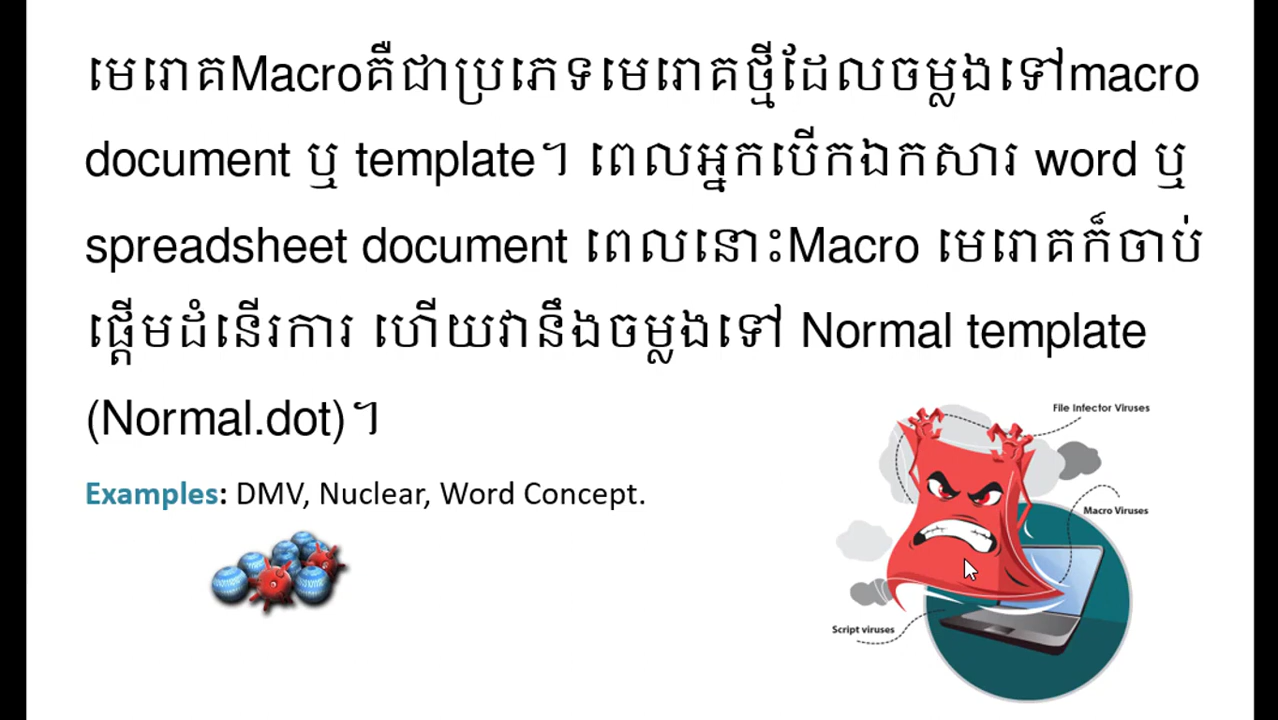 មេរោគMacroគឺជាប្រភេទមេរោគថ្មីដែលចម្លងទៅmacro
document ឬ template។ ពេលអ្នកបើកឯកសារ word ឬ
spreadsheet document ពេលនោះMacro មេរោគក៏ចាប់
ផ្តើមដំនើរការ ហើយវានឹងចម្លងទៅ Normal template
(Normal.dot)។
Examples: DMV, Nuclear, Word Concept.
File Infector Viruses
Macro Viruses
Script viruses